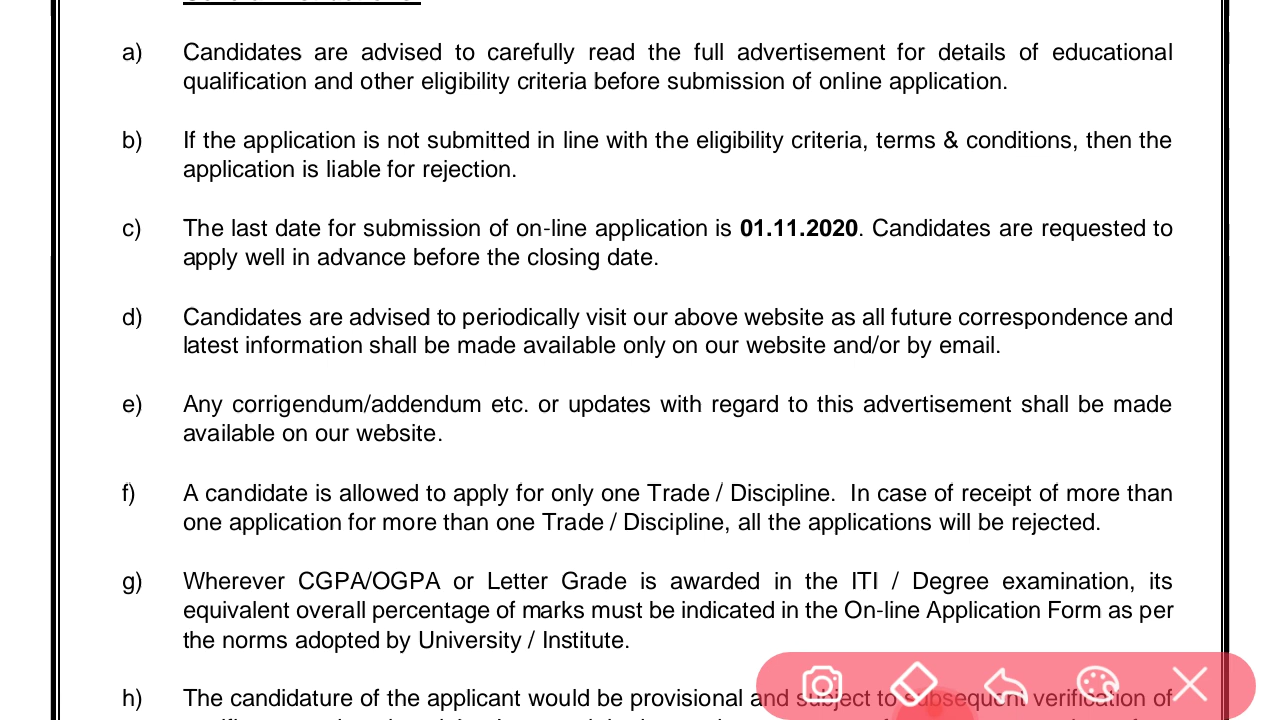 a) Candidates are advised to carefully read the full advertisement for details of educational
qualification and other eligibility criteria before submission of online application.
b) If the application is not submitted in line with the eligibility criteria, terms & conditions, then the
application is liable for rejection.
c) The last date for submission of on-line application is 01.11.2020. Candidates are requested to
apply well in advance before the closing date.
d) Candidates are advised to periodically visit our above website as all future correspondence and
latest information shall be made available only on our website and/or by email.
e) Any corrigendum/addendum etc. or updates with regard to this advertisement shall be made
available on our website.
f) A candidate is allowed to apply for only one Trade / Discipline. In case of receipt of more than
one application for more than one Trade / Discipline, all the applications will be rejected.
g) Wherever CGPA/OGPA or Letter Grade is awarded in the ITI / Degree examination, its
equivalent overall percentage of marks must be indicated in the On-line Application Form as per
the norms adopted by University / Institute.
h) The candidature of the applicant would be provisional and subject to subsequent verification of